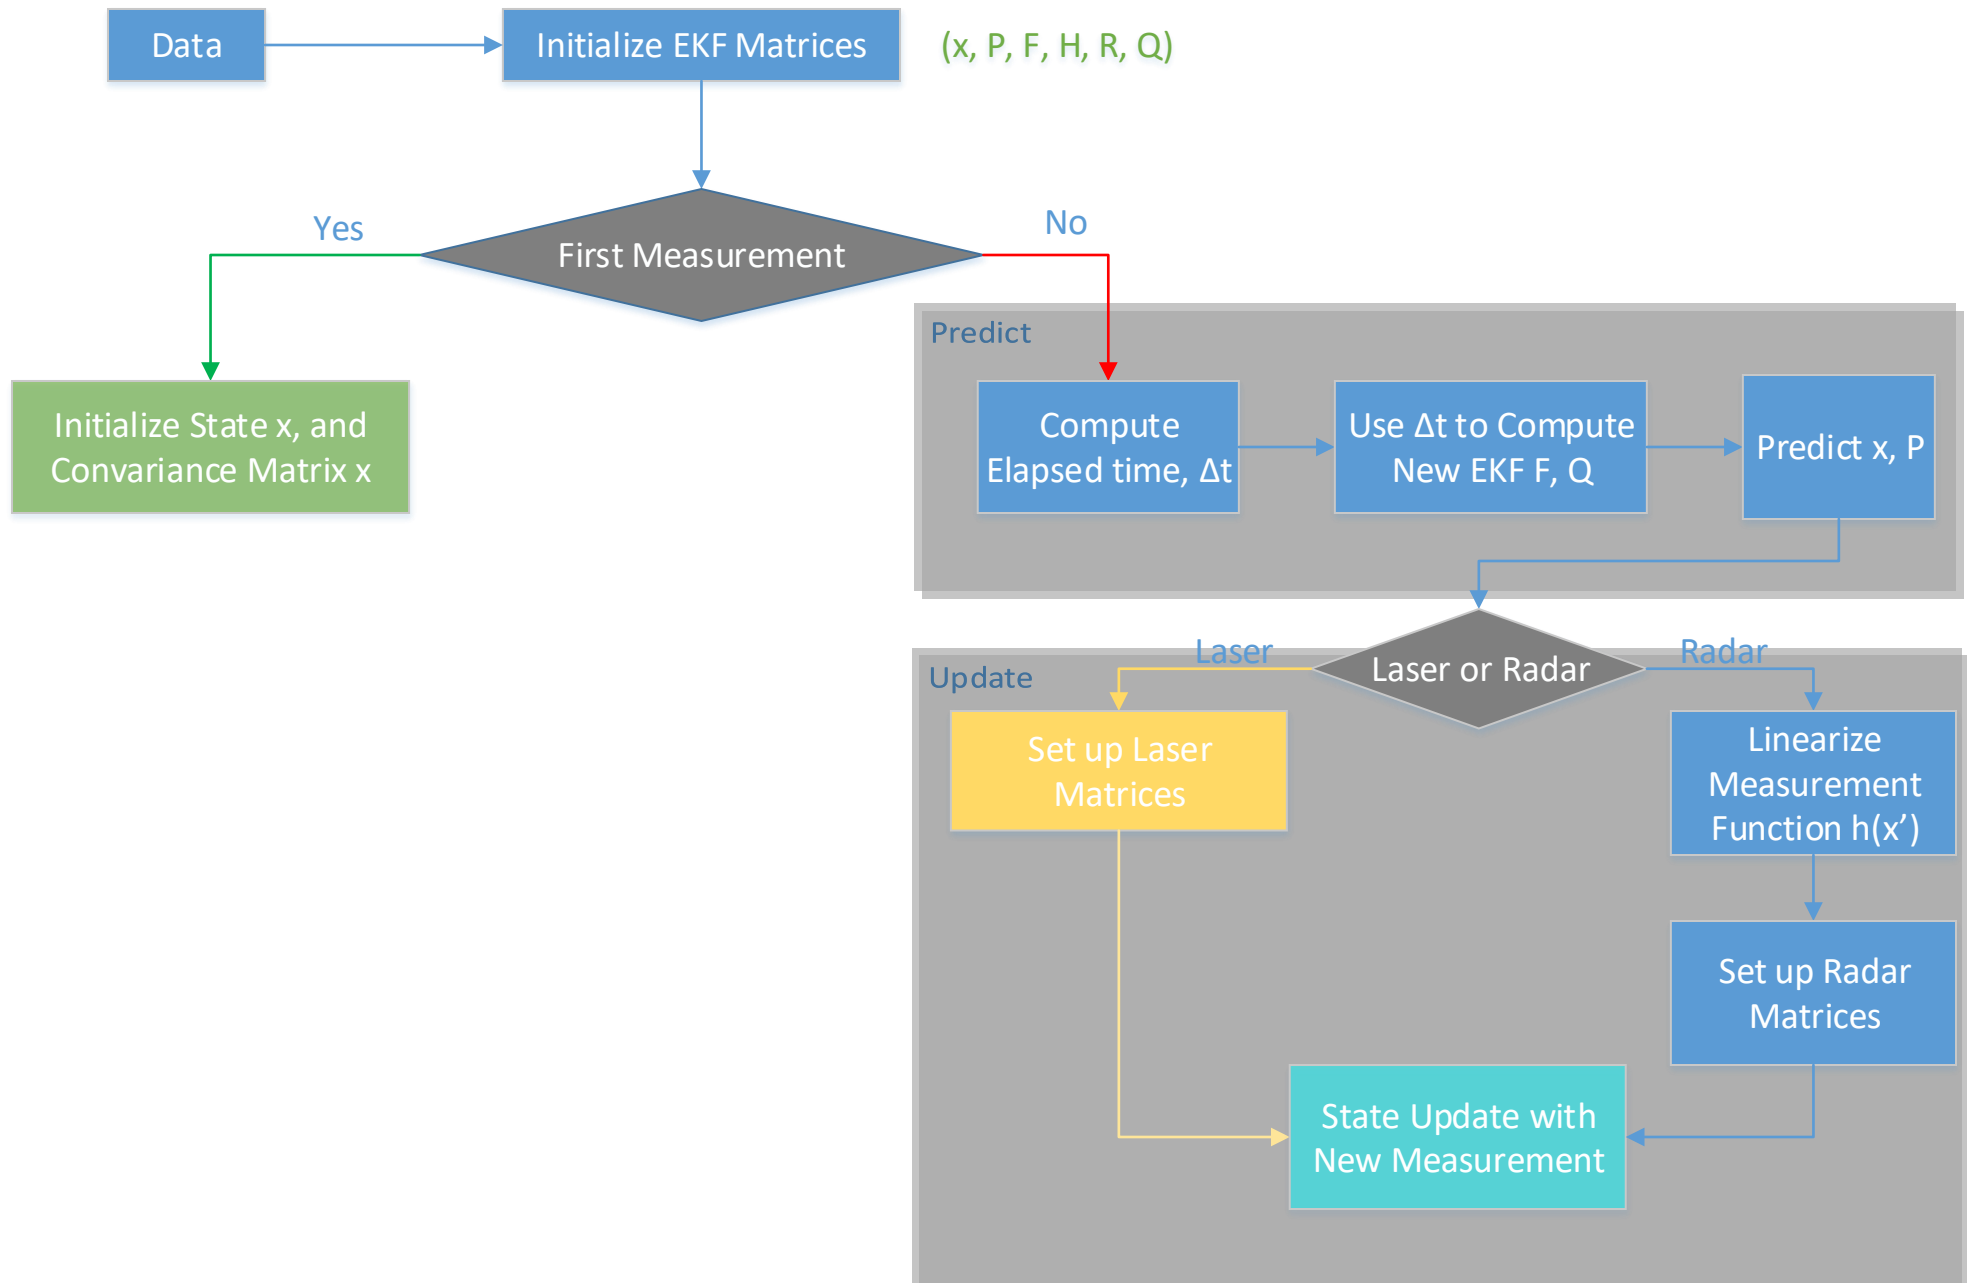 Data
Initialize EKF Matrices
(x, P, F, H, R, Q)
Yes
First Measurement
No
Predict
Initialize State x, and
Convariance Matrix x
Compute
Elapsed time, Δt
Use Δt to Compute
New EKF F, Q
Predict x, P
Laser
Laser or Radar
Radar
Update
Set up Laser
Matrices
Linearize
Measurement
Function h(x’)
Set up Radar
Matrices
State Update with
New Measurement